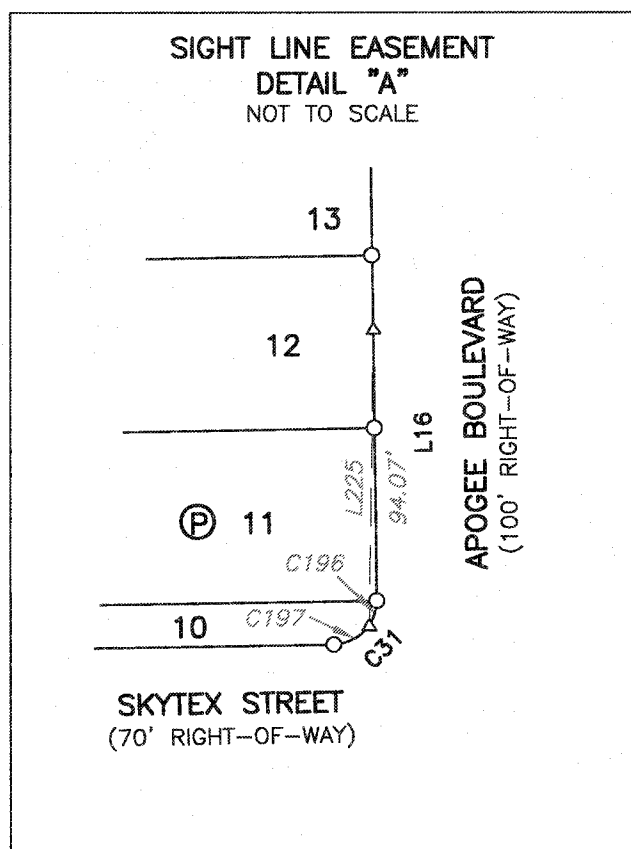 SIGHT LINE EASEMENT
DETAIL "A"
NOT TO SCALE
13
12
L16
APOGEE BOULEVARD
(100' RIGHT-OF-WAY)
L225
94.07'
P 11
C196
10
C197
C31
SKYTEX STREET
(70' RIGHT-OF-WAY)